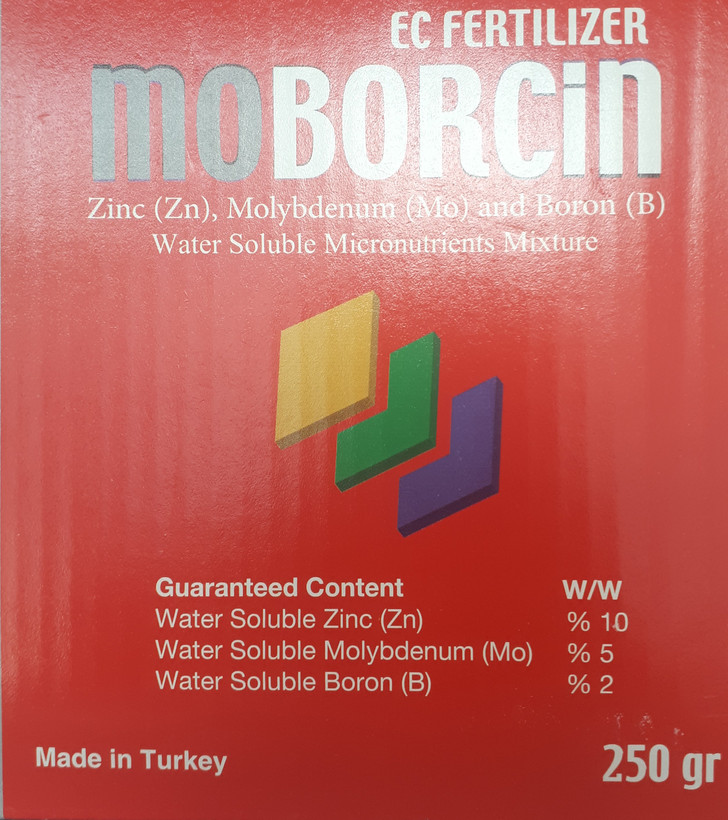 EC FERTILIZER
moBORCin
Zinc (Zn), Molybdenum (Mo) and Boron (B)
Water Soluble Micronutrients Mixture
Guaranteed Content W/W
Water Soluble Zinc (Zn) % 10
Water Soluble Molybdenum (Mo) % 5
Water Soluble Boron (B) % 2
Made in Turkey 250 gr